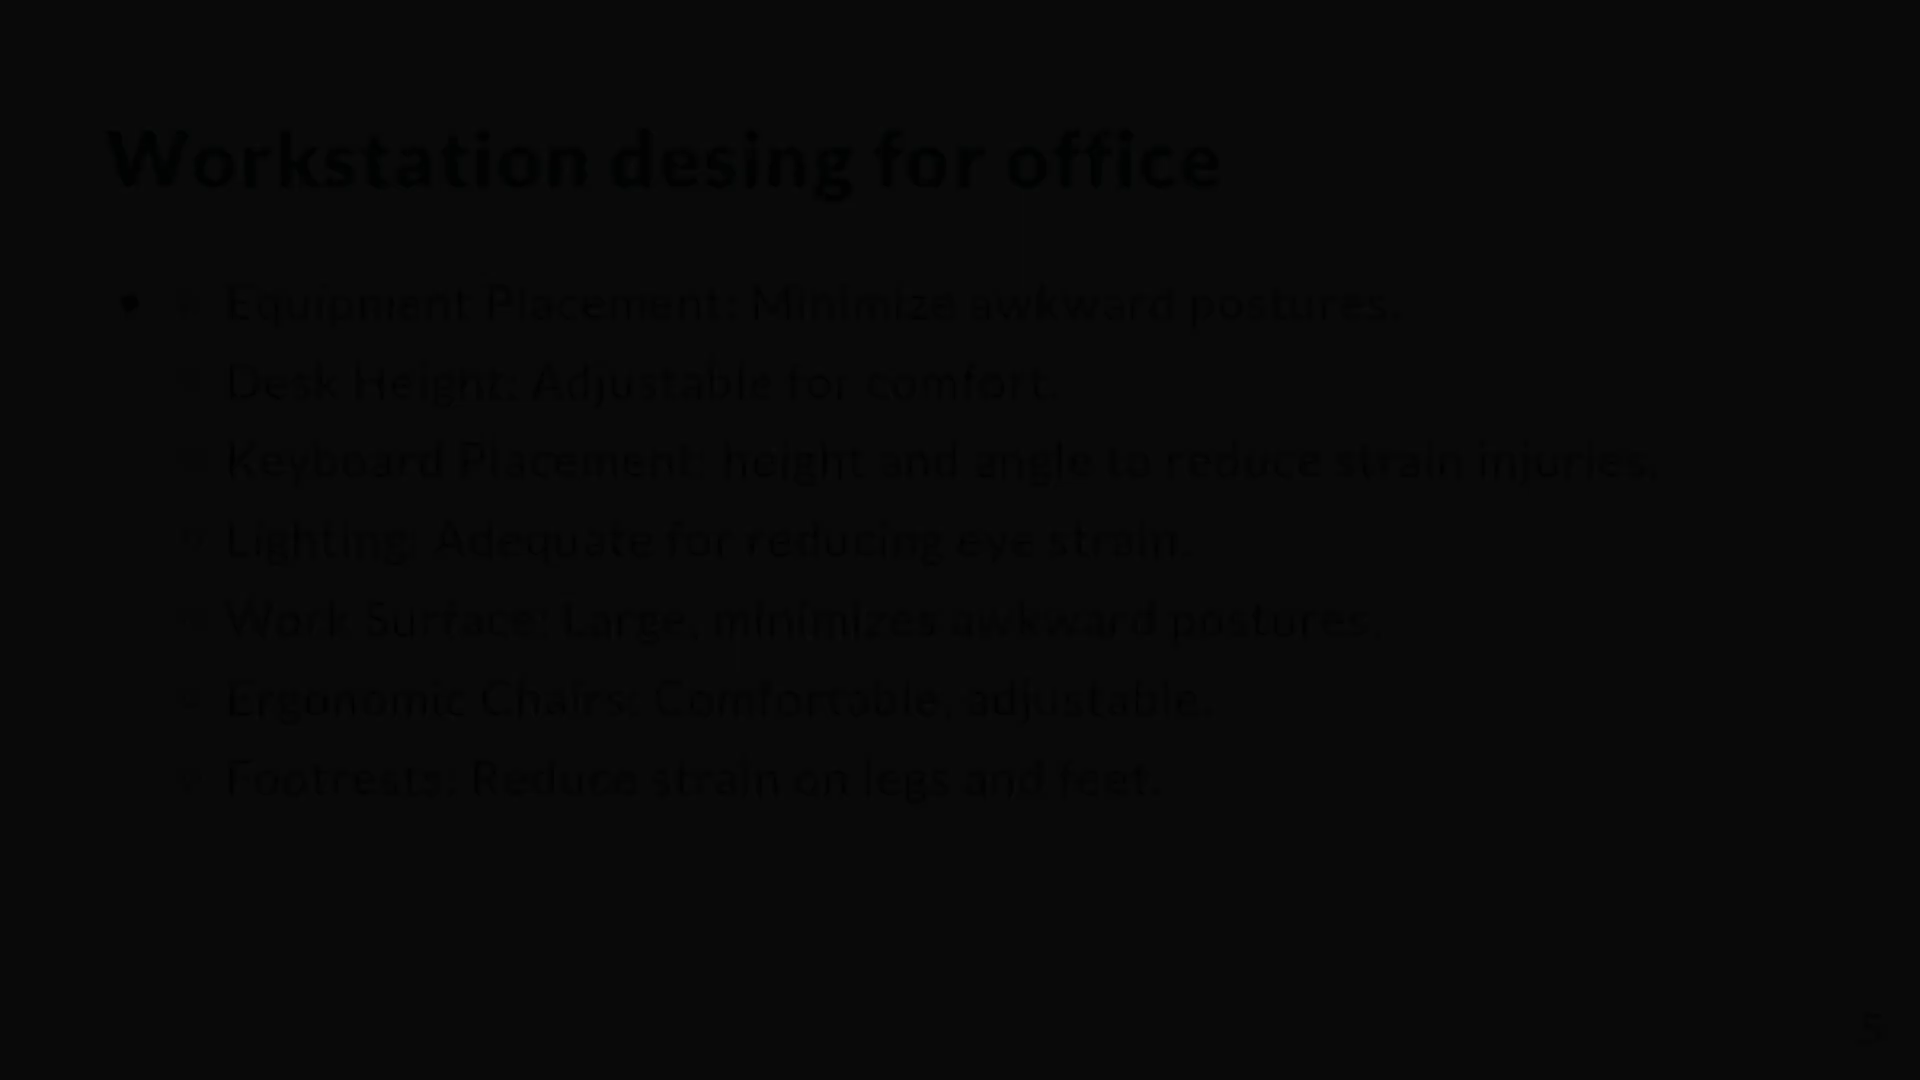 Workstation desing for office
• Equipment Placement: Minimize awkward postures.
Desk Height: Adjustable for comfort.
Keyboard Placement: height and angle to reduce strain injuries.
Lighting: Adequate for reducing eye strain.
Work Surface: Large, minimizes awkward postures.
Ergonomic Chairs: Comfortable, adjustable.
Footrests: Reduce strain on legs and feet.
5